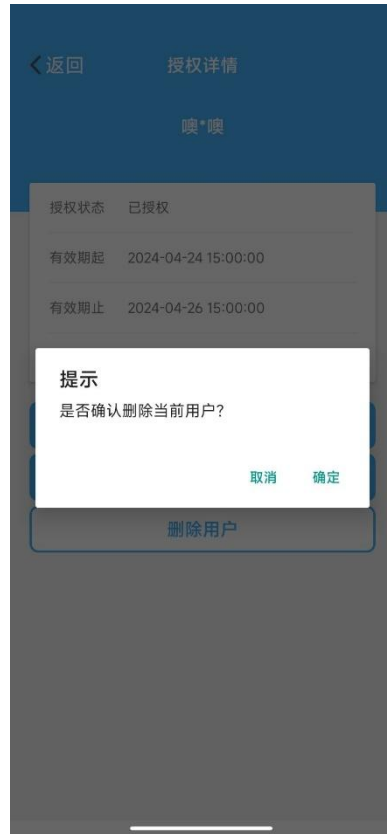 返回
授权详情
噢*噢
授权状态 已授权
有效期起 2024-04-24 15:00:00
有效期止 2024-04-26 15:00:00
提示
是否确认删除当前用户?
取消 确定
删除用户